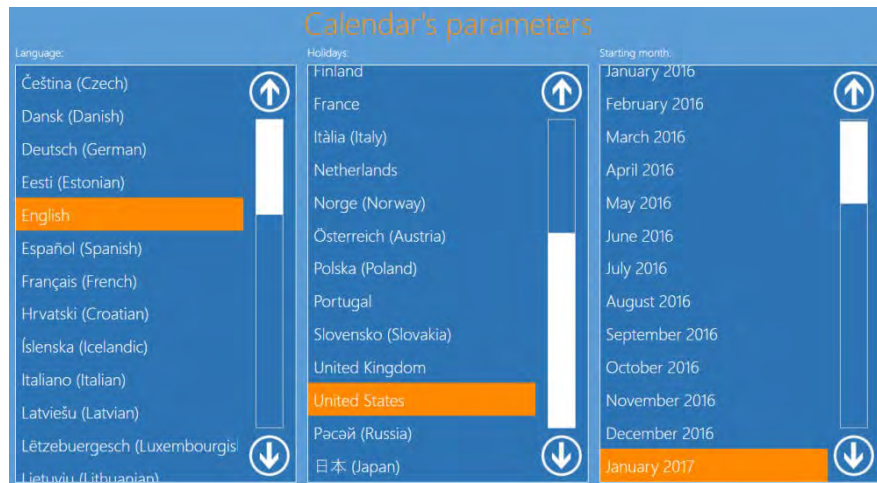 Calendar's parameters
Language:
Čeština (Czech)
Dansk (Danish)
Deutsch (German)
Eesti (Estonian)
English
Español (Spanish)
Français (French)
Hrvatski (Croatian)
Íslenska (Icelandic)
Italiano (Italian)
Latviešu (Latvian)
Lëtzebuergesch (Luxembourgis
Lietuvių (Lithuanian)
Holidays:
Finland
France
Itàlia (Italy)
Netherlands
Norge (Norway)
Österreich (Austria)
Polska (Poland)
Portugal
Slovensko (Slovakia)
United Kingdom
United States
Расэй (Russia)
日本 (Japan)
Starting month:
January 2016
February 2016
March 2016
April 2016
May 2016
June 2016
July 2016
August 2016
September 2016
October 2016
November 2016
December 2016
January 2017